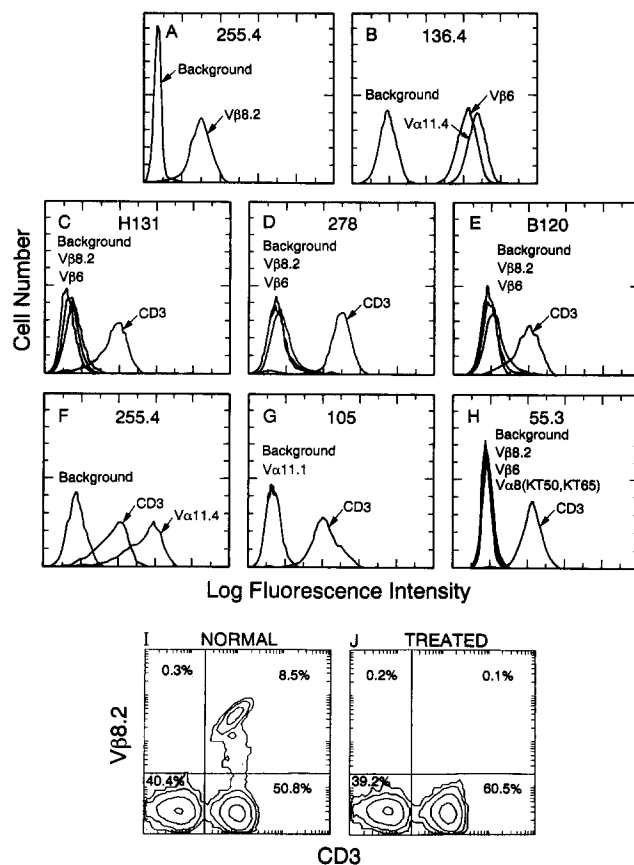 A 255.4
Background
Vβ8.2
B 136.4
Background
Vβ6
Vα11.4
Cell Number
C H131
Background
Vβ8.2
Vβ6
CD3
D 278
Background
Vβ8.2
Vβ6
CD3
E B120
Background
Vβ8.2
Vβ6
CD3
F 255.4
Background
CD3
Vα11.4
G 105
Background
Vα11.1
CD3
H 55.3
Background
Vβ8.2
Vβ6
Vα8(KT50,KT65)
CD3
Log Fluorescence Intensity
I NORMAL
0.3% 8.5%
40.4% 50.8%
J TREATED
0.2% 0.1%
39.2% 60.5%
Vβ8.2
CD3